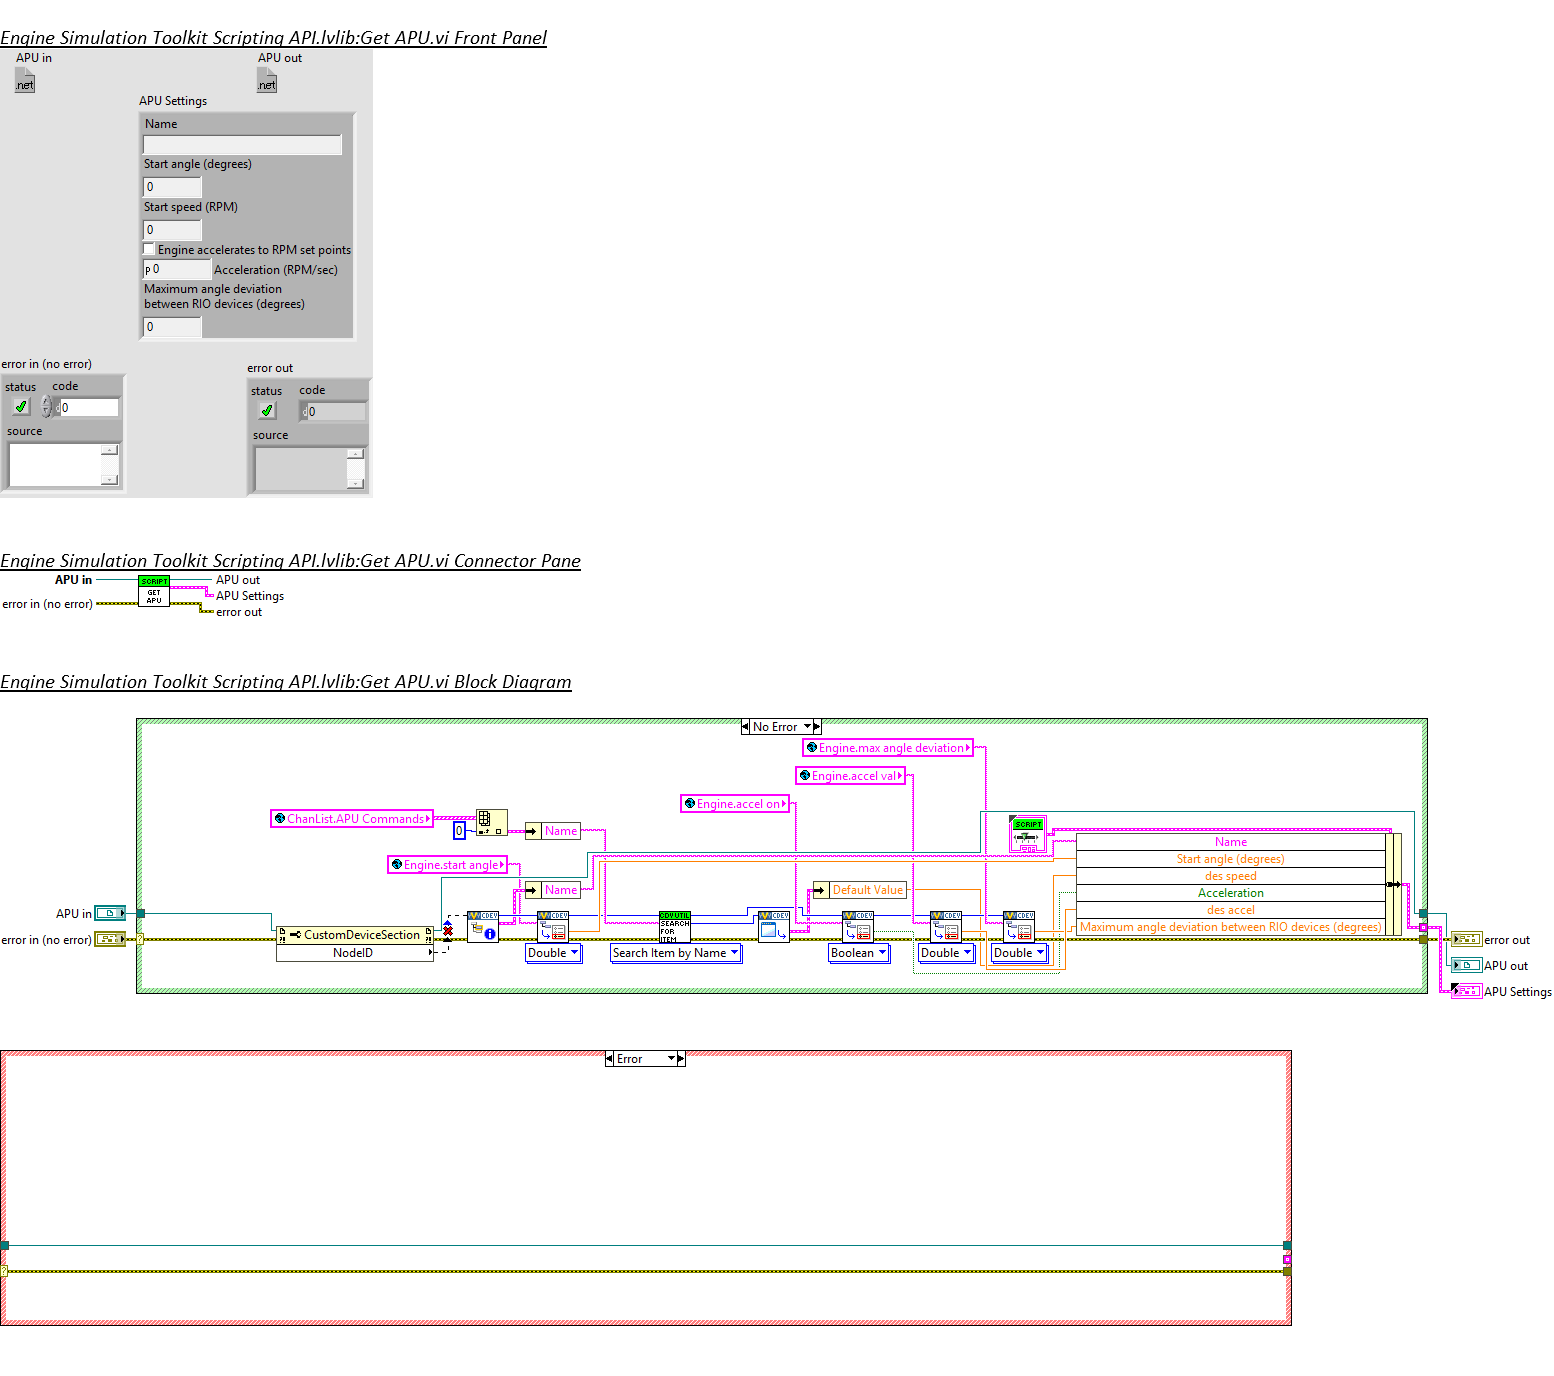 Engine Simulation Toolkit Scripting API.lvlib:Get APU.vi Front Panel
APU in
APU out
.net
.net
APU Settings
Name
Start angle (degrees)
0
Start speed (RPM)
0
Engine accelerates to RPM set points
p 0
Acceleration (RPM/sec)
Maximum angle deviation
between RIO devices (degrees)
0
error in (no error)
status
code
d 0
source
error out
status
code
d 0
source
Engine Simulation Toolkit Scripting API.lvlib:Get APU.vi Connector Pane
APU in
SCRIPT
GET
APU
APU out
APU Settings
error in (no error)
error out
Engine Simulation Toolkit Scripting API.lvlib:Get APU.vi Block Diagram
No Error
Engine.max angle deviation
Engine.accel val
Engine.accel on
ChanList.APU Commands
0
Name
SCRIPT
Name
Start angle (degrees)
des speed
Acceleration
des accel
Maximum angle deviation between RIO devices (degrees)
Engine.start angle
Name
Default Value
APU in
error in (no error)
CustomDeviceSection
NodeID
CDEV
CDEV
Double
CDV UTIL
SEARCH
FOR
ITEM
Search Item by Name
CDEV
CDEV
Boolean
CDEV
Double
CDEV
Double
error out
APU out
APU Settings
Error